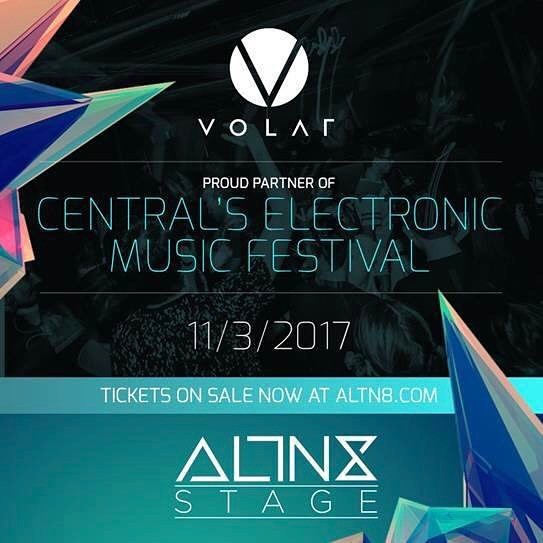 VOLAR
PROUD PARTNER OF
CENTRAL'S ELECTRONIC
MUSIC FESTIVAL
11/3/2017
TICKETS ON SALE NOW AT ALTN8.COM
ALTN8
STAGE